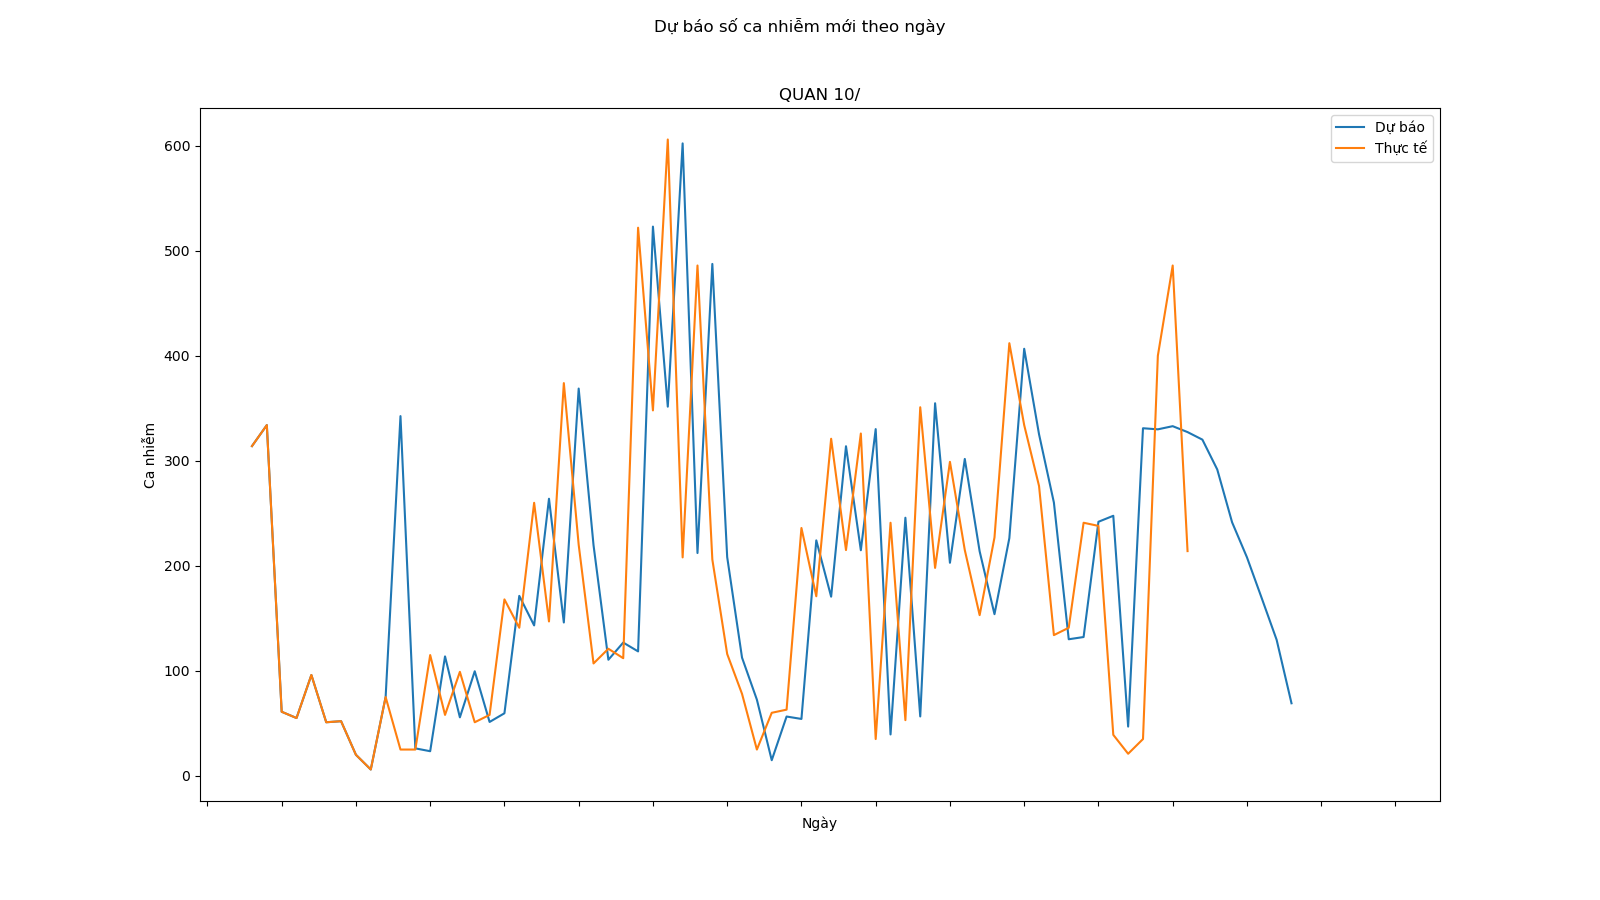 Dự báo số ca nhiễm mới theo ngày
QUAN 10/
Dự báo
Thực tế
600
500
400
300
200
100
0
Ca nhiễm
Ngày